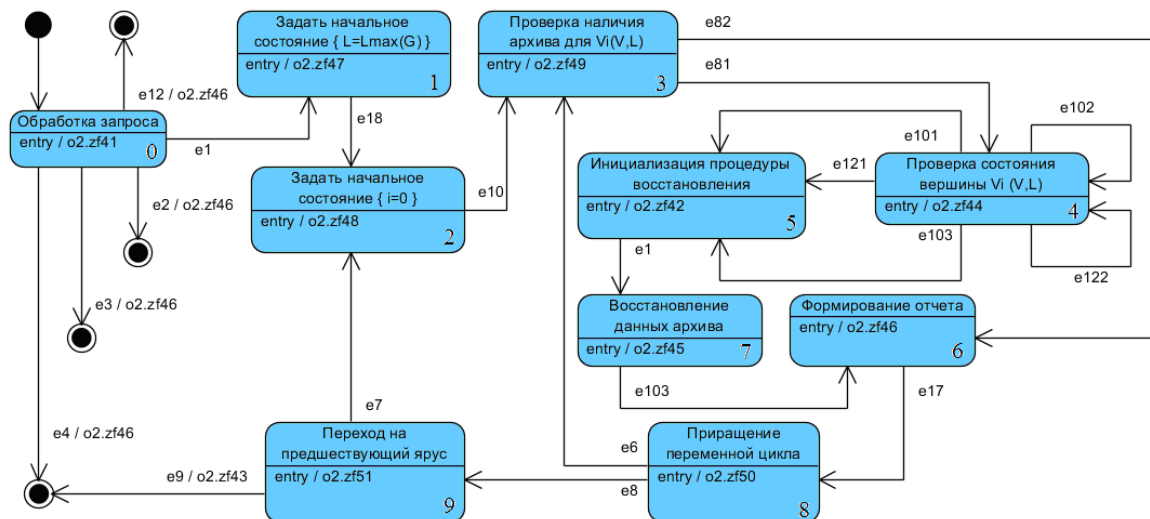 Обработка запроса
entry / o2.zf41
0
e12 / o2.zf46
e1
e2 / o2.zf46
e3 / o2.zf46
e4 / o2.zf46
Задать начальное
состояние { L=Lmax(G) }
entry / o2.zf47
1
e18
Задать начальное
состояние { i=0 }
entry / o2.zf48
2
e10
Проверка наличия
архива для Vi(V,L)
entry / o2.zf49
3
e82
e81
e102
e101
e121
Проверка состояния
вершины Vi (V,L)
entry / o2.zf44
4
e103
e122
Инициализация процедуры
восстановления
entry / o2.zf42
5
e1
Восстановление
данных архива
entry / o2.zf45
7
e103
Формирование отчета
entry / o2.zf46
6
e17
Приращение
переменной цикла
entry / o2.zf50
8
e6
e8
Переход на
предшествующий ярус
entry / o2.zf51
9
e7
e9 / o2.zf43